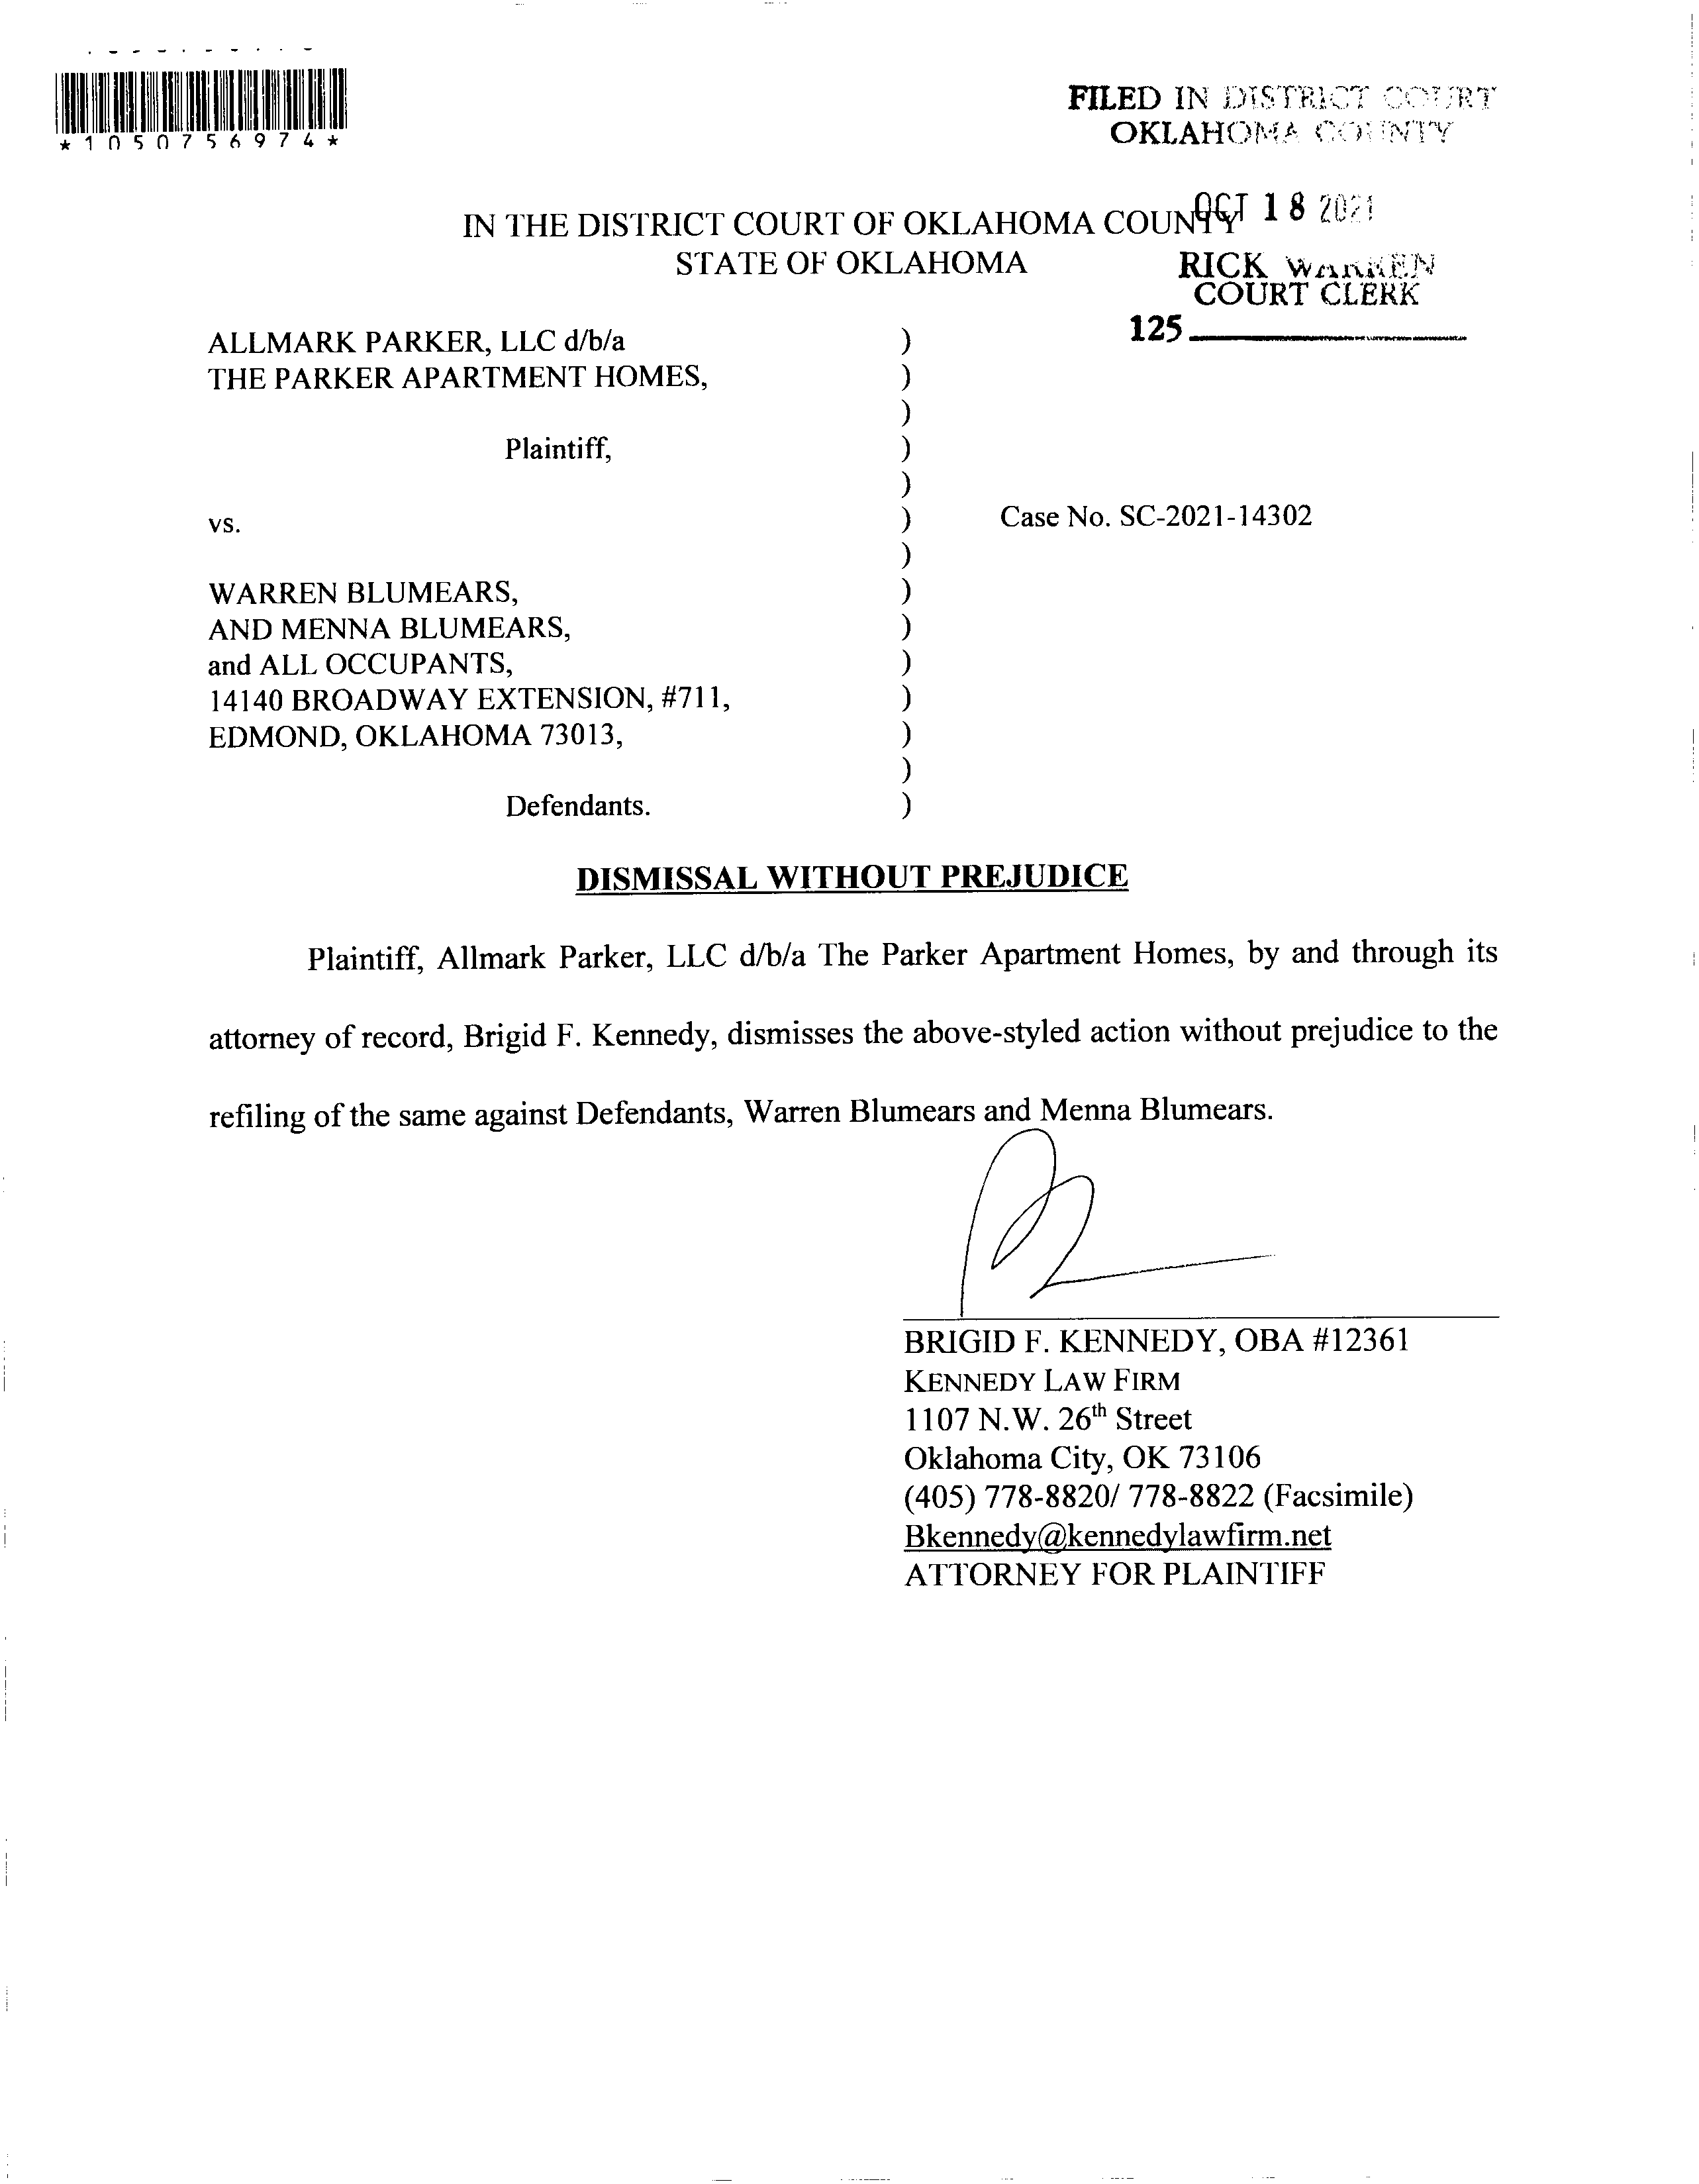 *1050756974*
FILED IN DISTRICT COURT
OKLAHOMA COUNTY
OCT 18 2021
IN THE DISTRICT COURT OF OKLAHOMA COUNTY
STATE OF OKLAHOMA
RICK WARREN
COURT CLERK
125
ALLMARK PARKER, LLC d/b/a )
THE PARKER APARTMENT HOMES, )
)
Plaintiff, )
)
vs. ) Case No. SC-2021-14302
)
WARREN BLUMEARS, )
AND MENNA BLUMEARS, )
and ALL OCCUPANTS, )
14140 BROADWAY EXTENSION, #711, )
EDMOND, OKLAHOMA 73013, )
)
Defendants. )
DISMISSAL WITHOUT PREJUDICE
Plaintiff, Allmark Parker, LLC d/b/a The Parker Apartment Homes, by and through its
attorney of record, Brigid F. Kennedy, dismisses the above-styled action without prejudice to the
refiling of the same against Defendants, Warren Blumears and Menna Blumears.
BRIGID F. KENNEDY, OBA #12361
KENNEDY LAW FIRM
1107 N.W. 26th Street
Oklahoma City, OK 73106
(405) 778-8820/ 778-8822 (Facsimile)
Bkennedy@kennedylawfirm.net
ATTORNEY FOR PLAINTIFF